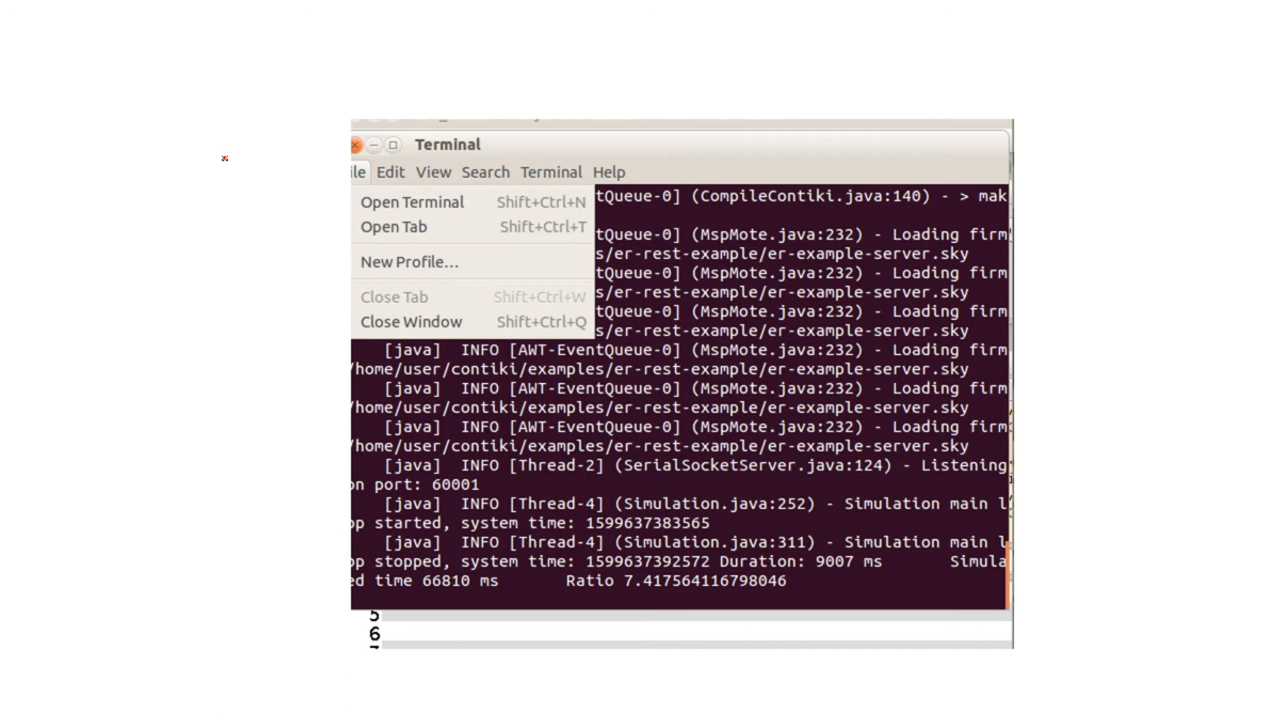 Terminal
ile Edit View Search Terminal Help
Open Terminal Shift+Ctrl+N
Open Tab Shift+Ctrl+T
New Profile…
Close Tab Shift+Ctrl+W
Close Window Shift+Ctrl+Q
tQueue-0] (CompileContiki.java:140) - > mak
tQueue-0] (MspMote.java:232) - Loading firm
s/er-rest-example/er-example-server.sky
tQueue-0] (MspMote.java:232) - Loading firm
s/er-rest-example/er-example-server.sky
tQueue-0] (MspMote.java:232) - Loading firm
s/er-rest-example/er-example-server.sky
[java] INFO [AWT-EventQueue-0] (MspMote.java:232) - Loading firm
/home/user/contiki/examples/er-rest-example/er-example-server.sky
[java] INFO [AWT-EventQueue-0] (MspMote.java:232) - Loading firm
/home/user/contiki/examples/er-rest-example/er-example-server.sky
[java] INFO [AWT-EventQueue-0] (MspMote.java:232) - Loading firm
/home/user/contiki/examples/er-rest-example/er-example-server.sky
[java] INFO [Thread-2] (SerialSocketServer.java:124) - Listening
on port: 60001
[java] INFO [Thread-4] (Simulation.java:252) - Simulation main l
op started, system time: 1599637383565
[java] INFO [Thread-4] (Simulation.java:311) - Simulation main l
op stopped, system time: 1599637392572 Duration: 9007 ms Simula
ed time 66810 ms Ratio 7.417564116798046
5
6